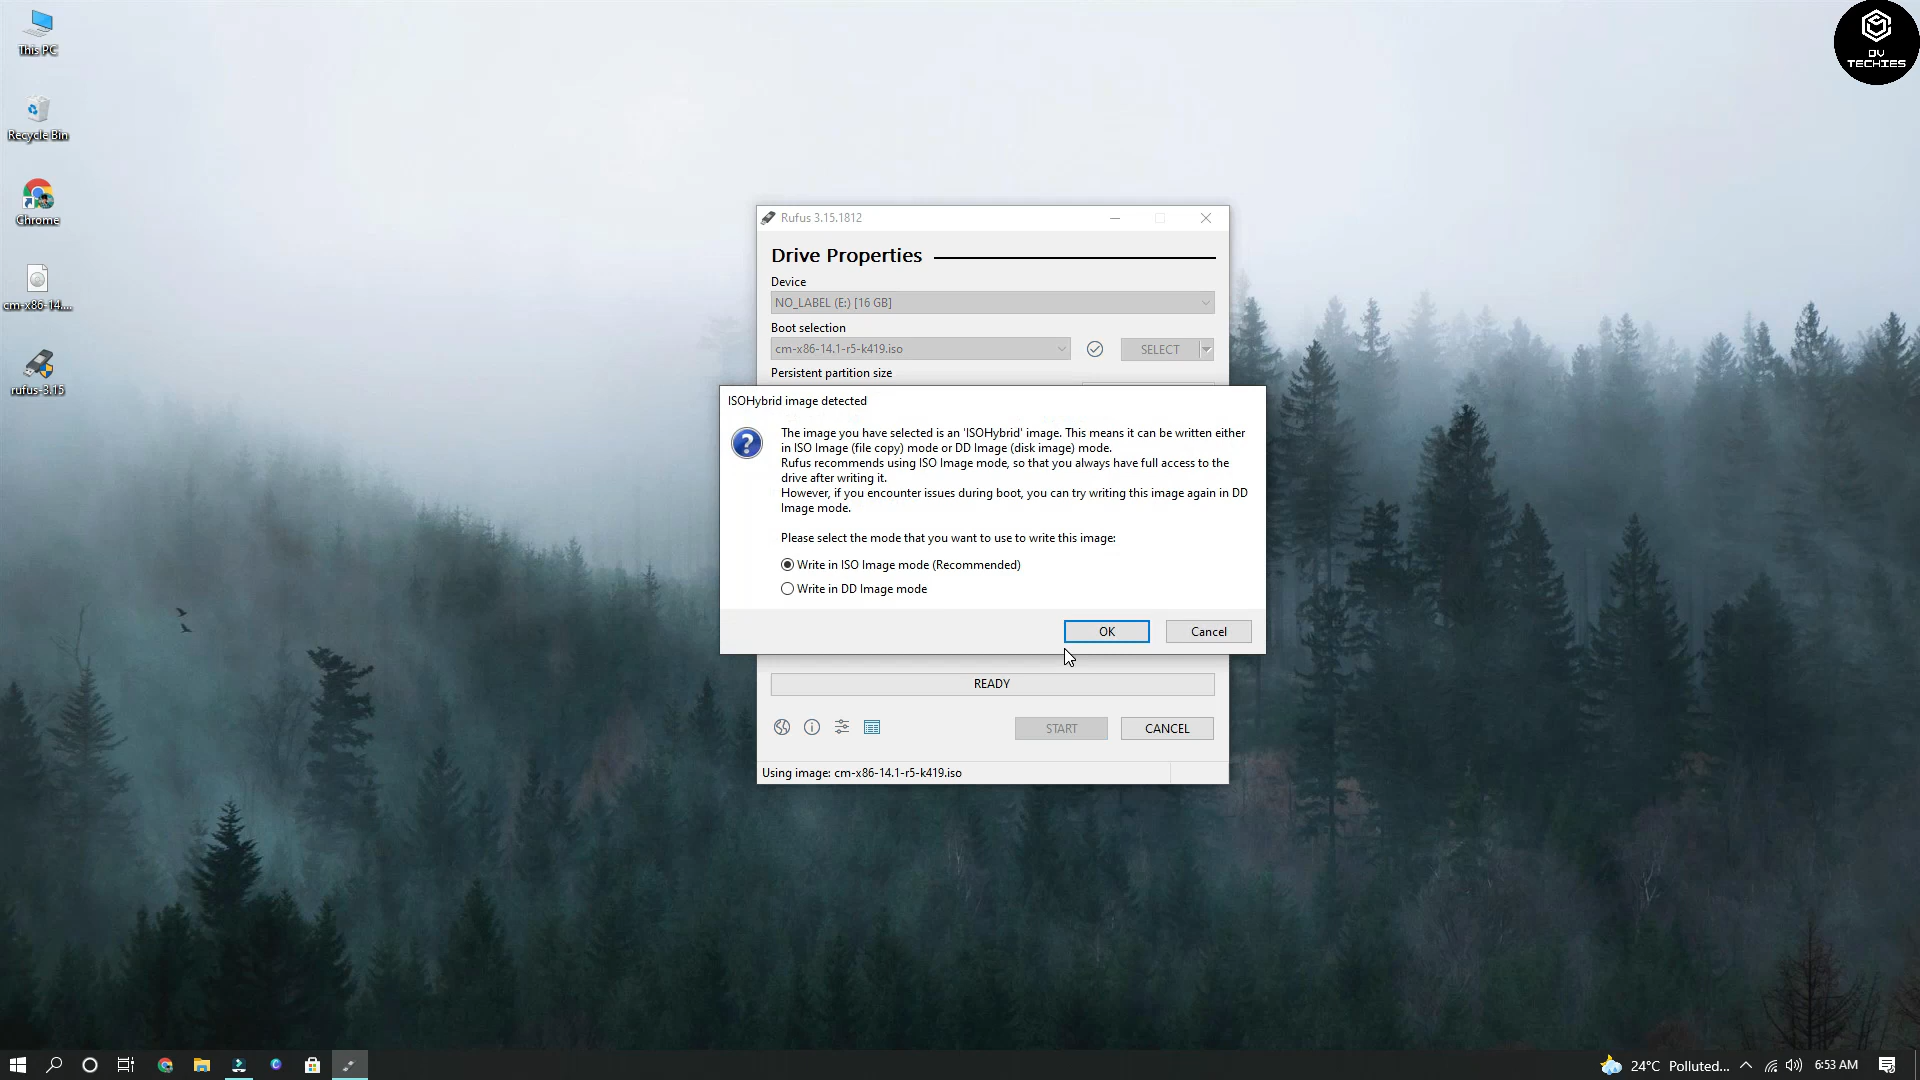 This PC
Recycle Bin
Chrome
cm-x86-14....
rufus-3.15
DV
TECHIES
Rufus 3.15.1812
Drive Properties
Device
NO_LABEL (E:) [16 GB]
Boot selection
cm-x86-14.1-r5-k419.iso
SELECT
Persistent partition size
ISOHybrid image detected
The image you have selected is an 'ISOHybrid' image. This means it can be written either
in ISO Image (file copy) mode or DD Image (disk image) mode.
Rufus recommends using ISO Image mode, so that you always have full access to the
drive after writing it.
However, if you encounter issues during boot, you can try writing this image again in DD
Image mode.
Please select the mode that you want to use to write this image:
Write in ISO Image mode (Recommended)
Write in DD Image mode
OK
Cancel
READY
START
CANCEL
Using image: cm-x86-14.1-r5-k419.iso
24°C Polluted...
6:53 AM